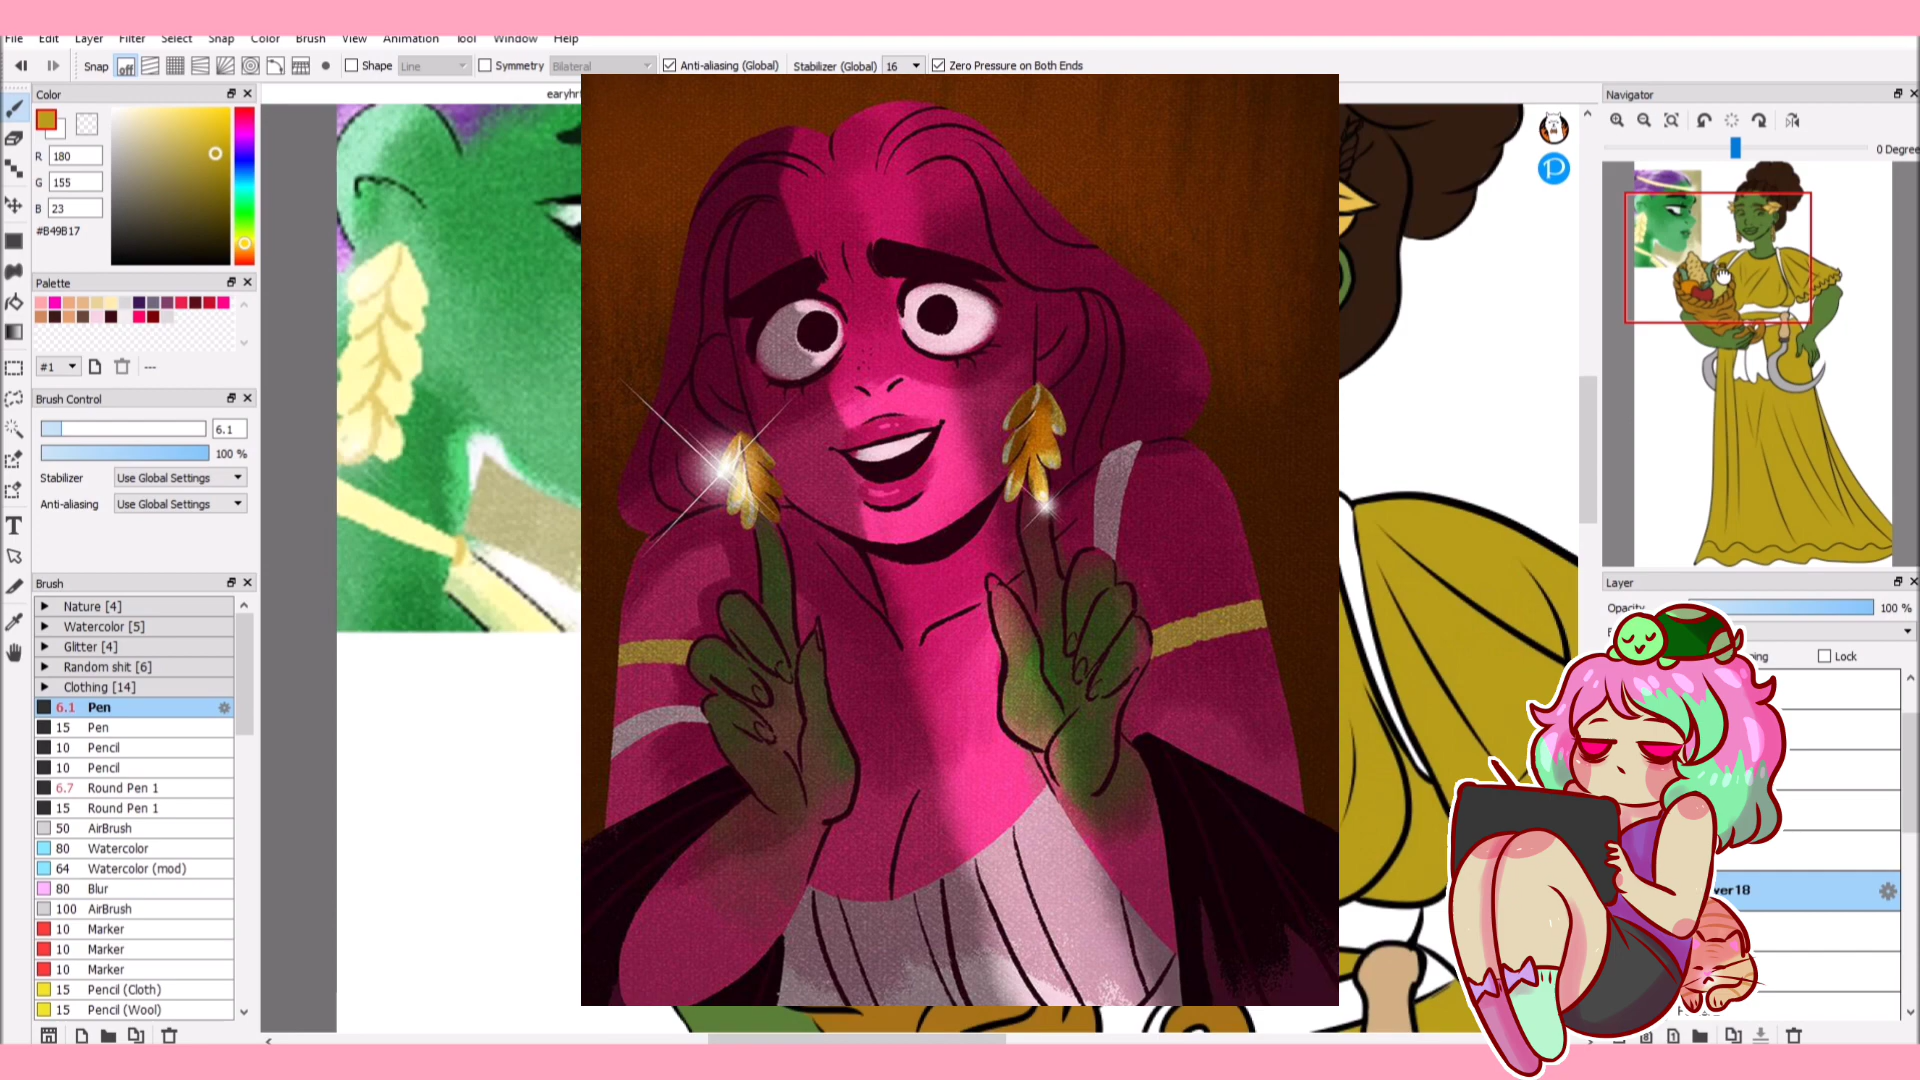 File Edit Layer Filter Select Snap Color Brush View Animation Tool Window Help
Snap off Shape Line Symmetry Bilateral Anti-aliasing (Global) Stabilizer (Global) 16 Zero Pressure on Both Ends
Color
R 180
G 155
B 23
#B49B17
Palette
#1 ---
Brush Control
6.1
100 %
Stabilizer Use Global Settings
Anti-aliasing Use Global Settings
Brush
Nature [4]
Watercolor [5]
Glitter [4]
Random shit [6]
Clothing [14]
6.1 Pen
15 Pen
10 Pencil
10 Pencil
6.7 Round Pen 1
15 Round Pen 1
50 AirBrush
80 Watercolor
64 Watercolor (mod)
80 Blur
100 AirBrush
10 Marker
10 Marker
10 Marker
15 Pencil (Cloth)
15 Pencil (Wool)
Navigator
0 Degree
Layer
Opacity 100 %
Lock